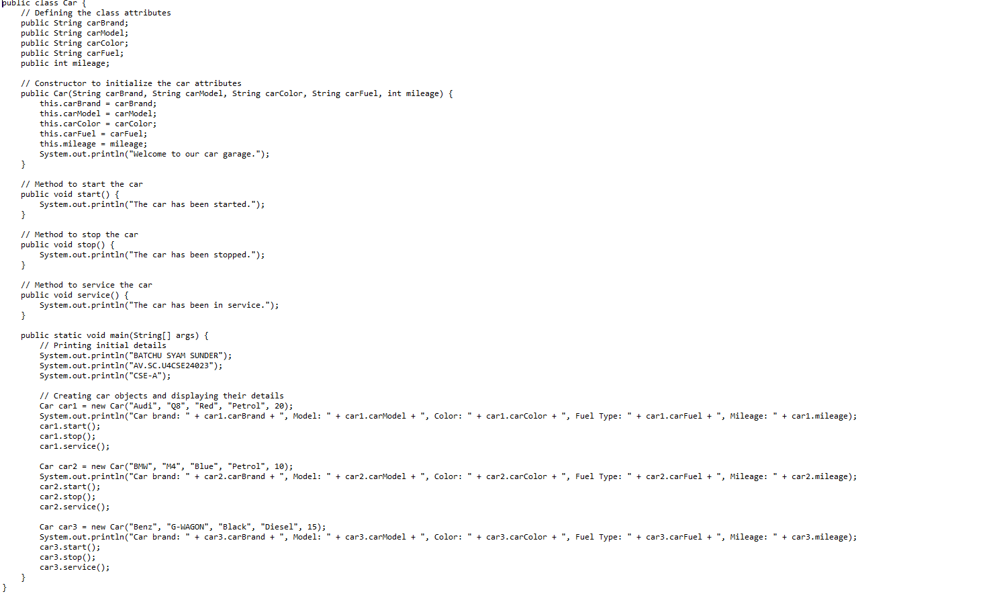 public class Car {
    // Defining the class attributes
    public String carBrand;
    public String carModel;
    public String carColor;
    public String carFuel;
    public int mileage;

    // Constructor to initialize the car attributes
    public Car(String carBrand, String carModel, String carColor, String carFuel, int mileage) {
        this.carBrand = carBrand;
        this.carModel = carModel;
        this.carColor = carColor;
        this.carFuel = carFuel;
        this.mileage = mileage;
        System.out.println("Welcome to our car garage.");
    }

    // Method to start the car
    public void start() {
        System.out.println("The car has been started.");
    }

    // Method to stop the car
    public void stop() {
        System.out.println("The car has been stopped.");
    }

    // Method to service the car
    public void service() {
        System.out.println("The car has been in service.");
    }

    public static void main(String[] args) {
        // Printing initial details
        System.out.println("BATCHU SYAM SUNDER");
        System.out.println("AV.SC.U4CSE24023");
        System.out.println("CSE-A");

        // Creating car objects and displaying their details
        Car car1 = new Car("Audi", "Q8", "Red", "Petrol", 20);
        System.out.println("Car brand: " + car1.carBrand + ", Model: " + car1.carModel + ", Color: " + car1.carColor + ", Fuel Type: " + car1.carFuel + ", Mileage: " + car1.mileage);
        car1.start();
        car1.stop();
        car1.service();

        Car car2 = new Car("BMW", "M4", "Blue", "Petrol", 10);
        System.out.println("Car brand: " + car2.carBrand + ", Model: " + car2.carModel + ", Color: " + car2.carColor + ", Fuel Type: " + car2.carFuel + ", Mileage: " + car2.mileage);
        car2.start();
        car2.stop();
        car2.service();

        Car car3 = new Car("Benz", "G-WAGON", "Black", "Diesel", 15);
        System.out.println("Car brand: " + car3.carBrand + ", Model: " + car3.carModel + ", Color: " + car3.carColor + ", Fuel Type: " + car3.carFuel + ", Mileage: " + car3.mileage);
        car3.start();
        car3.stop();
        car3.service();
    }
}